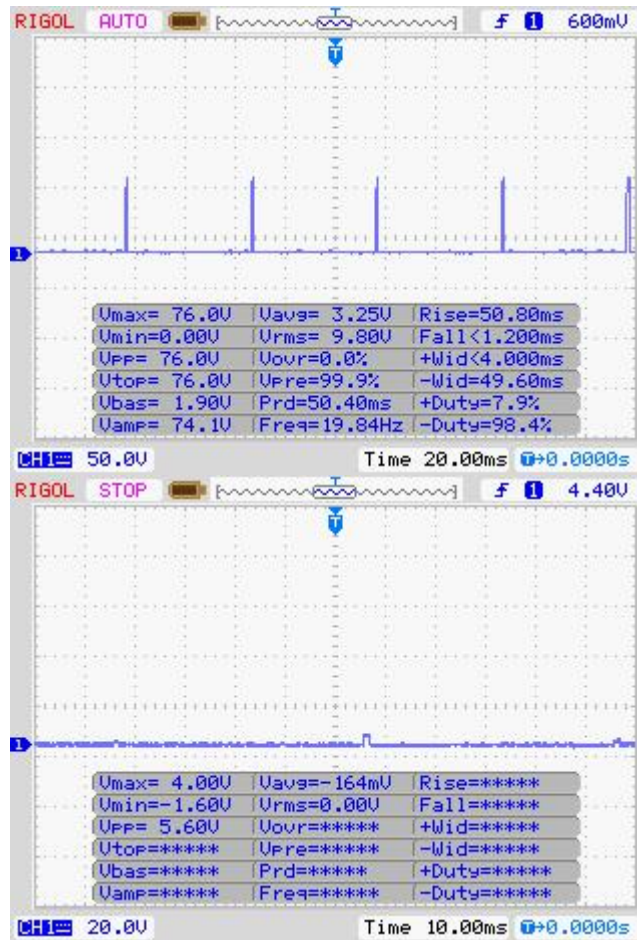 RIGOL AUTO T 1 600mV
T
1
Vmax= 76.0V Vavg= 3.25V Rise=50.80ms
Vmin=0.00V Vrms= 9.80V Fall<1.200ms
Vpp= 76.0V Vovr=0.0% +Wid<4.000ms
Vtop= 76.0V Vpre=99.9% -Wid=49.60ms
Vbas= 1.90V Prd=50.40ms +Duty=7.9%
Vamp= 74.1V Freq=19.84Hz -Duty=98.4%
CH1 50.0V Time 20.00ms T→0.0000s
RIGOL STOP T 1 4.40V
T
1
Vmax= 4.00V Vavg=-164mV Rise=*****
Vmin=-1.60V Vrms=0.00V Fall=*****
Vpp= 5.60V Vovr=***** +Wid=*****
Vtop=***** Vpre=***** -Wid=*****
Vbas=***** Prd=***** +Duty=*****
Vamp=***** Freq=***** -Duty=*****
CH1 20.0V Time 10.00ms T→0.0000s